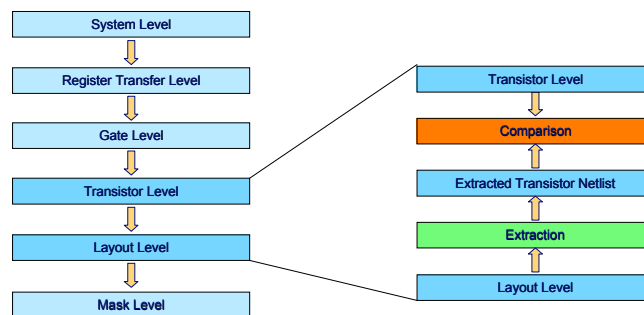 System Level
Register Transfer Level
Gate Level
Transistor Level
Layout Level
Mask Level
Transistor Level
Comparison
Extracted Transistor Netlist
Extraction
Layout Level